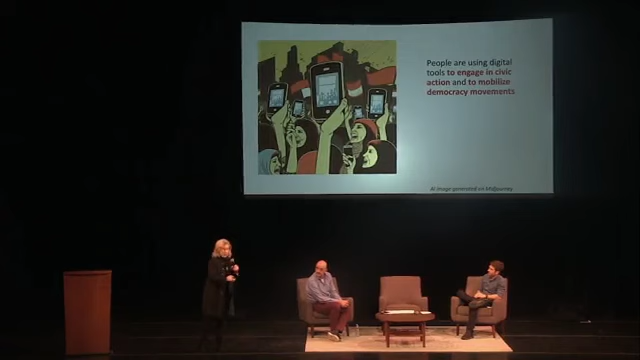 People are using digital
tools to engage in civic
action and to mobilize
democracy movements
AI image generated via Midjourney